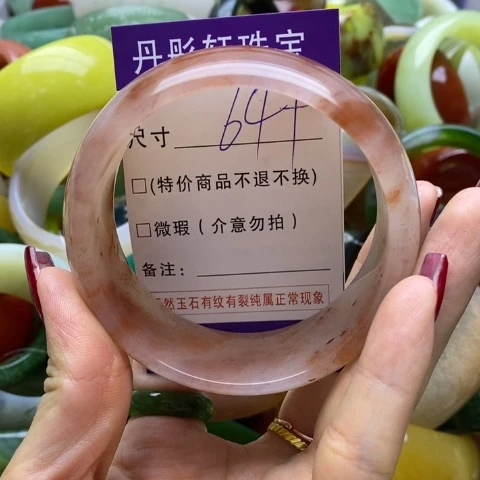 丹彤轩珠宝
尺寸 64+
□(特价商品不退不换)
□微瑕(介意勿拍)
备注:
然玉石有纹有裂纯属正常现象